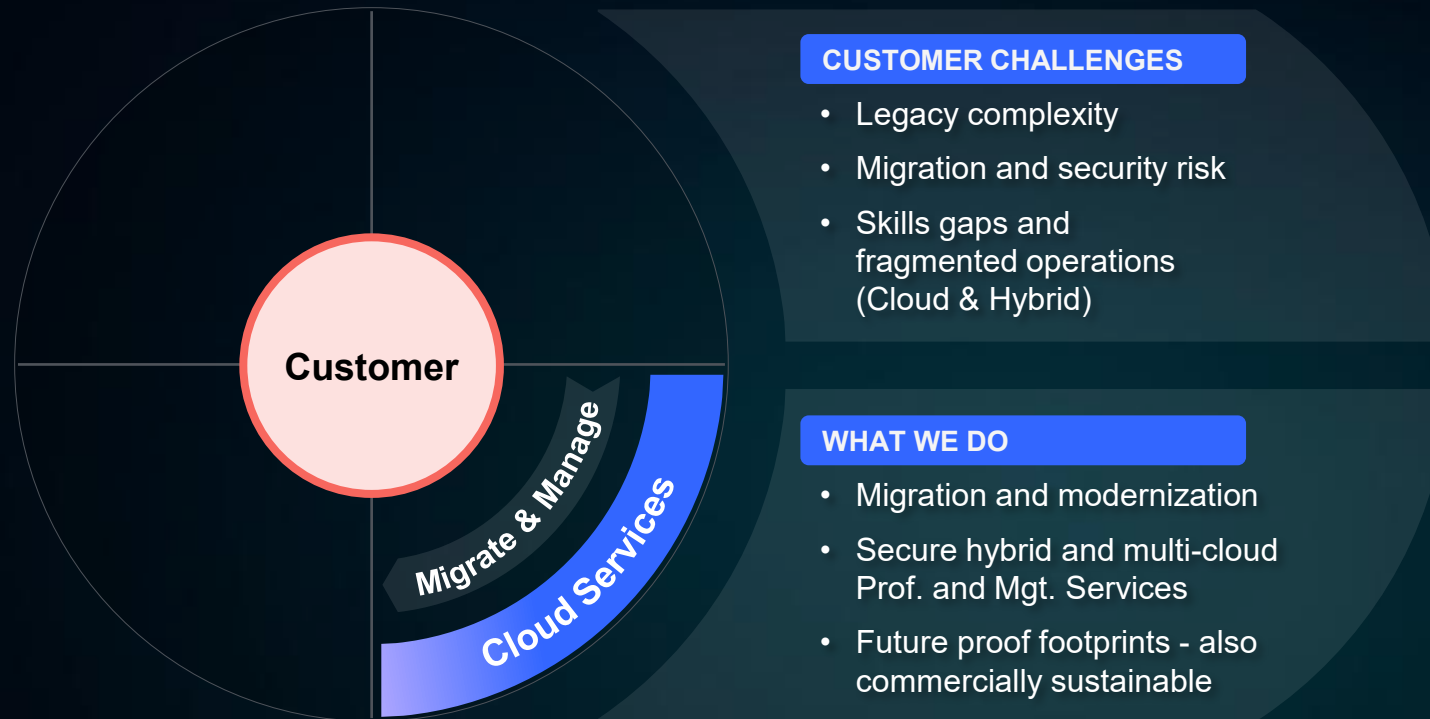 Customer
Migrate & Manage
Cloud Services
CUSTOMER CHALLENGES
• Legacy complexity
• Migration and security risk
• Skills gaps and
fragmented operations
(Cloud & Hybrid)
WHAT WE DO
• Migration and modernization
• Secure hybrid and multi-cloud
Prof. and Mgt. Services
• Future proof footprints - also
commercially sustainable